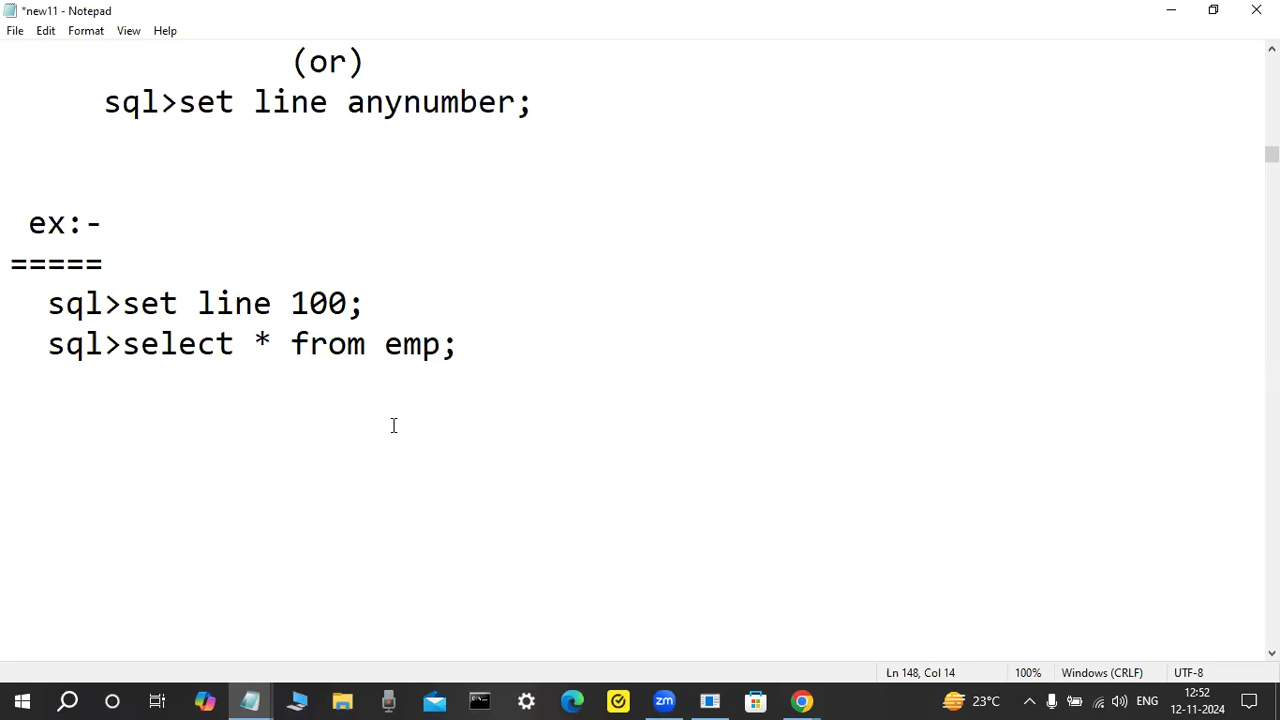 *new11 - Notepad
File Edit Format View Help
(or)
sql>set line anynumber;
ex:-
=====
sql>set line 100;
sql>select * from emp;
Ln 148, Col 14 100% Windows (CRLF) UTF-8
zm 23°C ENG 12:52
12-11-2024